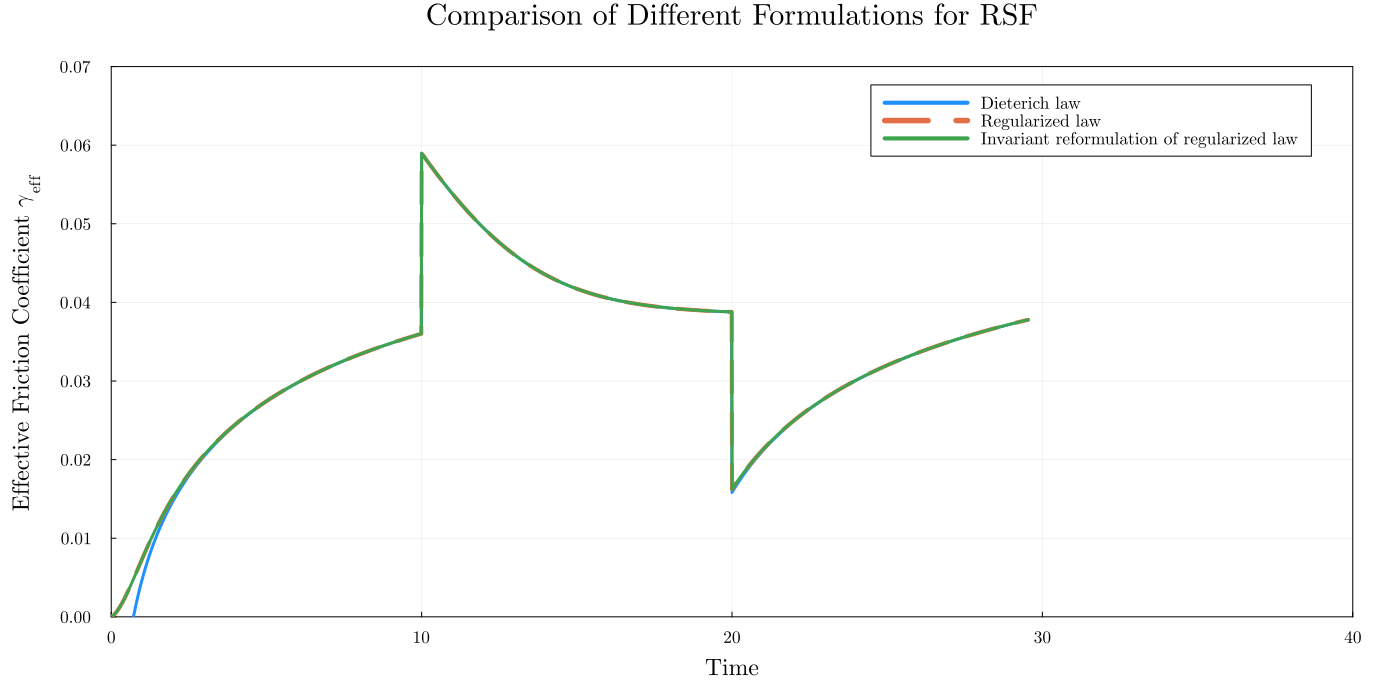 Comparison of Different Formulations for RSF
Effective Friction Coefficient γ_eff
0.07
0.06
0.05
0.04
0.03
0.02
0.01
0.00
Dieterich law
Regularized law
Invariant reformulation of regularized law
0 10 20 30 40
Time